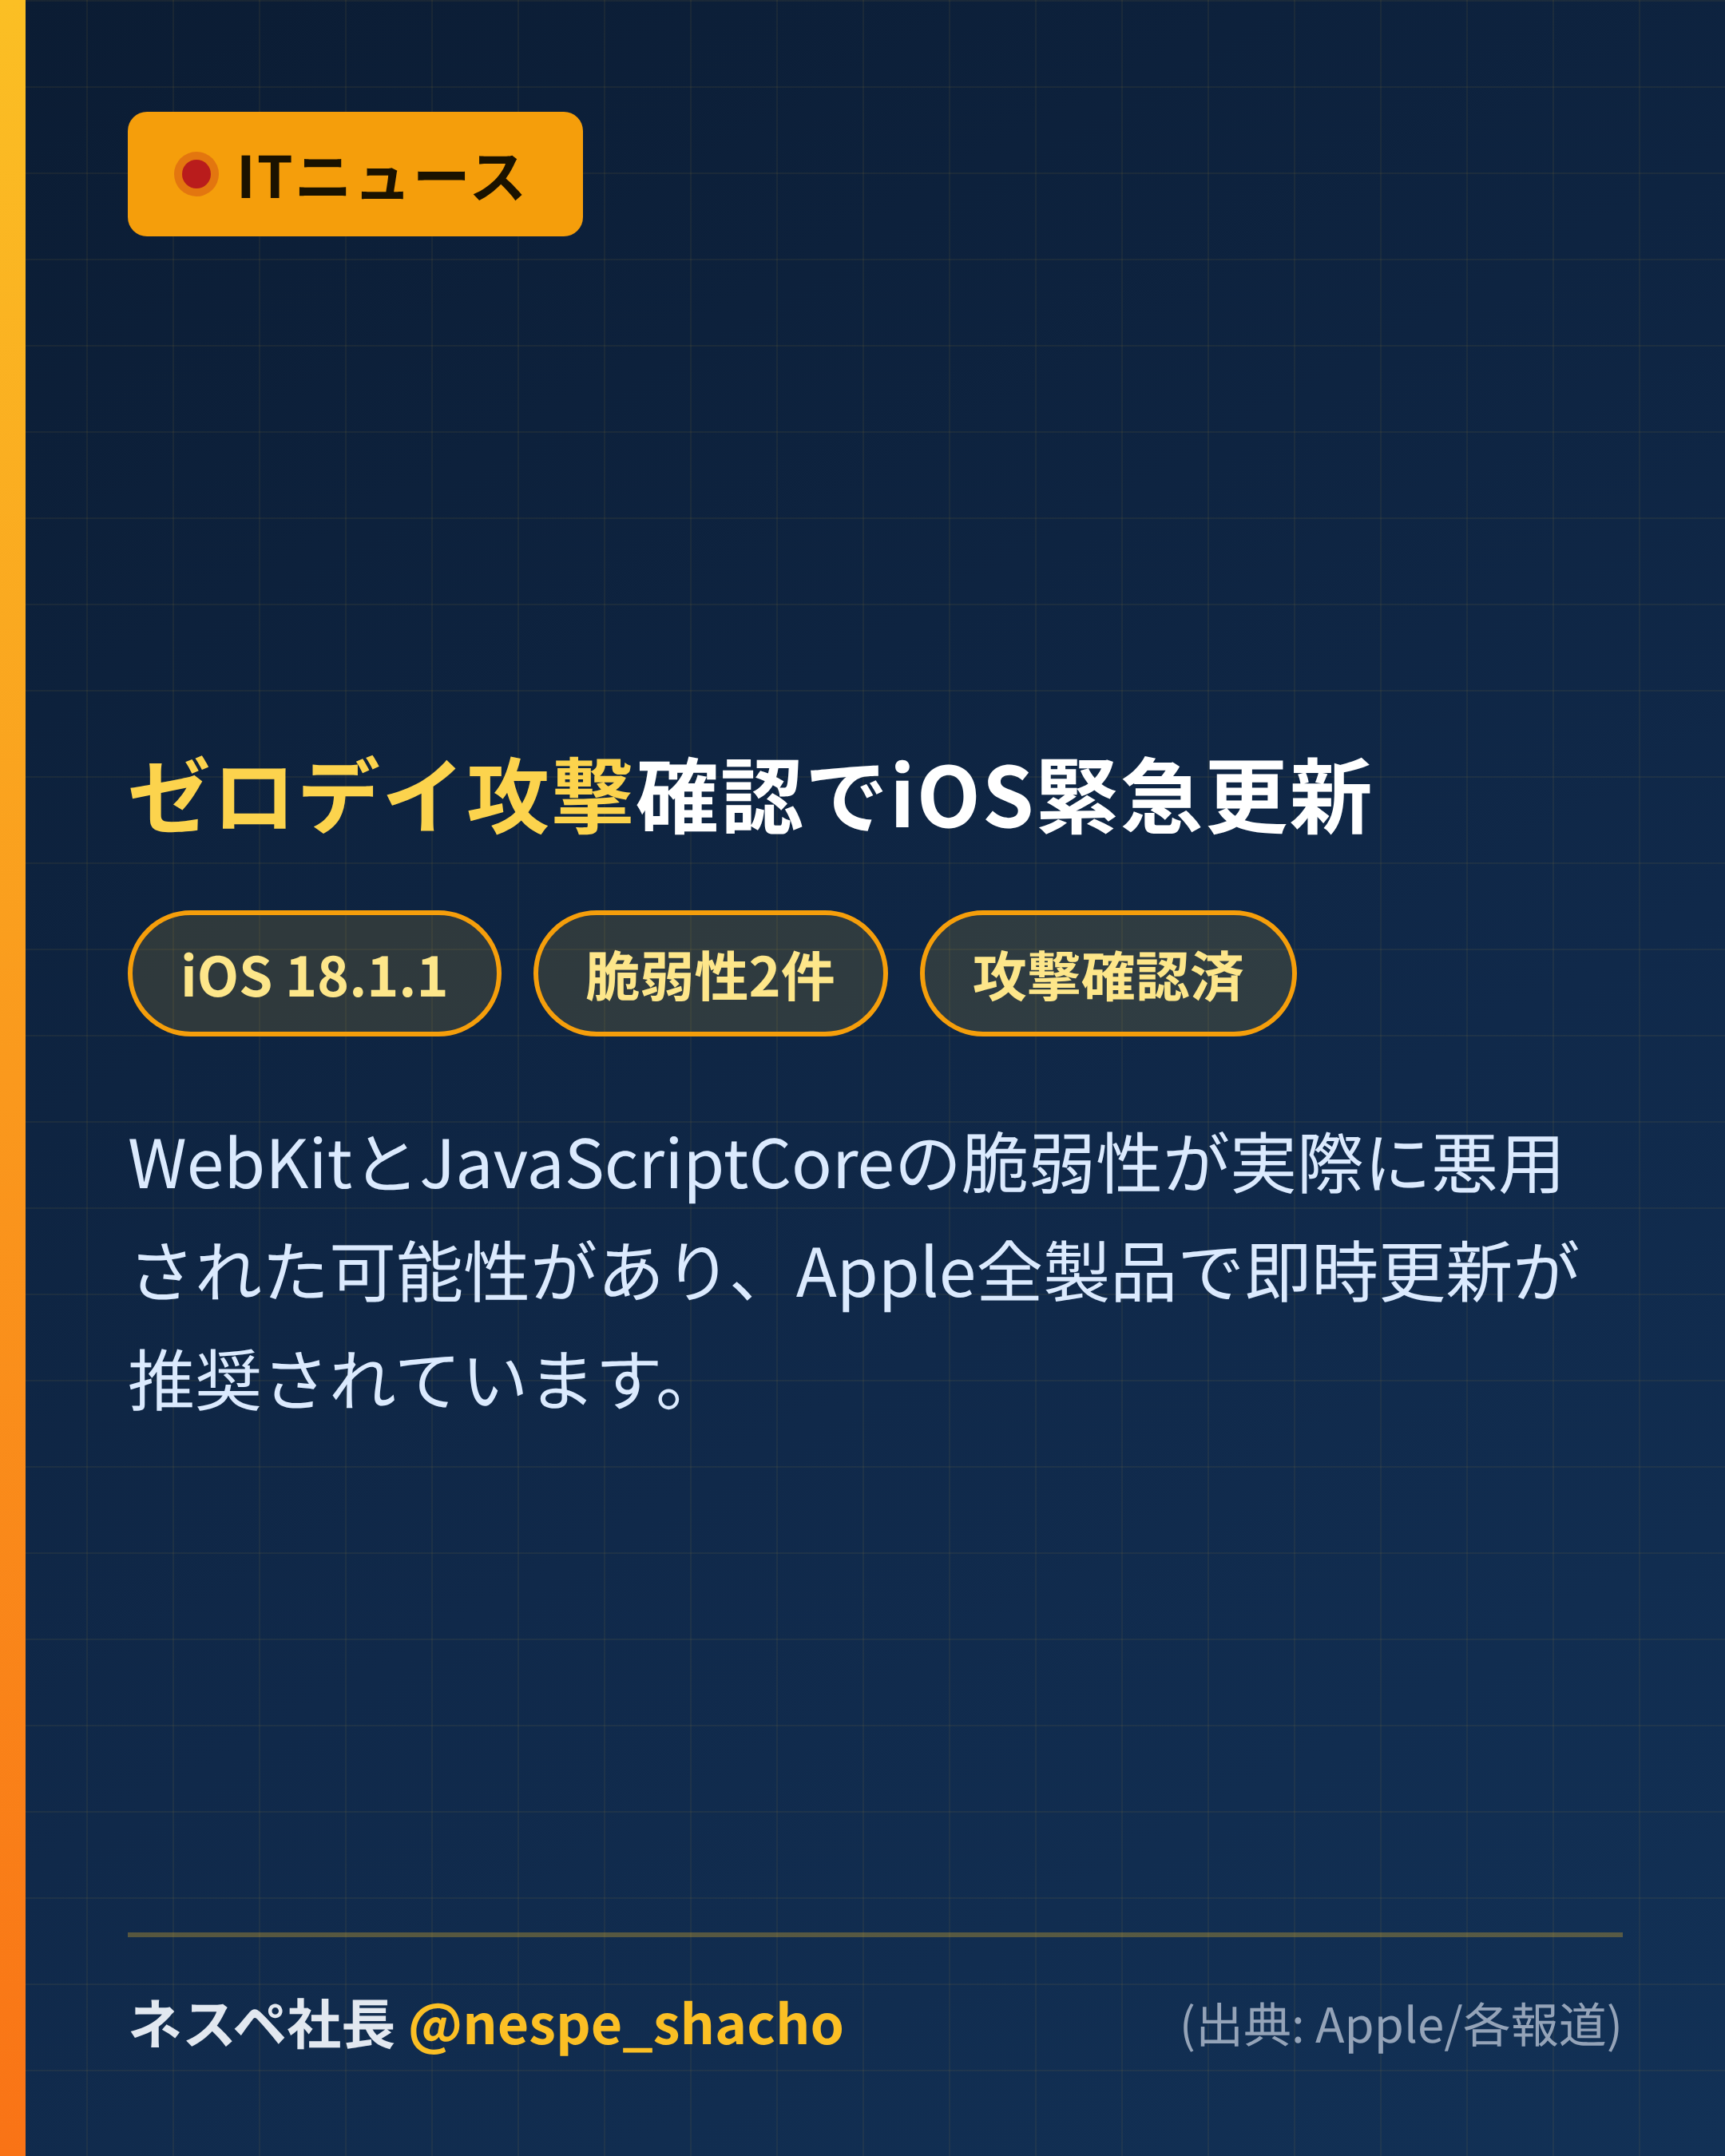 ITニュース
ゼロデイ攻撃確認でiOS緊急更新
iOS 18.1.1 脆弱性2件 攻撃確認済
WebKitとJavaScriptCoreの脆弱性が実際に悪用
された可能性があり、Apple全製品で即時更新が
推奨されています。
ネスペ社長 @nespe_shacho (出典: Apple/各報道)